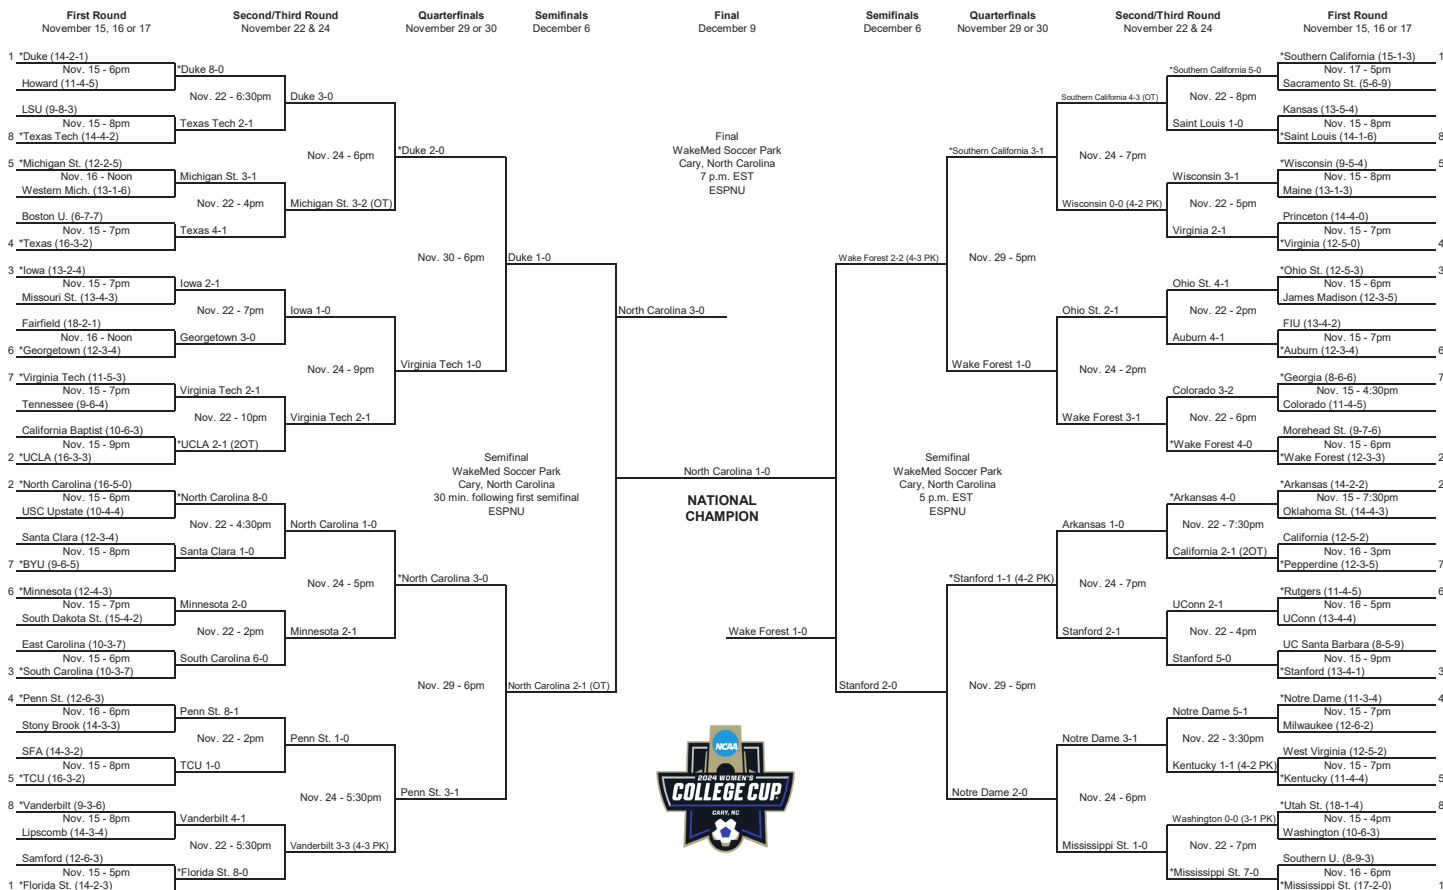 First Round
November 15, 16 or 17
Second/Third Round
November 22 & 24
Quarterfinals
November 29 or 30
Semifinals
December 6
Final
December 9
Semifinals
December 6
Quarterfinals
November 29 or 30
Second/Third Round
November 22 & 24
First Round
November 15, 16 or 17
1 *Duke (14-2-1)
Nov. 15 - 6pm
Howard (11-4-5)
LSU (9-8-3)
Nov. 15 - 8pm
8 *Texas Tech (14-4-2)
5 *Michigan St. (12-2-5)
Nov. 16 - Noon
Western Mich. (13-1-6)
Boston U. (6-7-7)
Nov. 15 - 7pm
4 *Texas (16-3-2)
3 *Iowa (13-2-4)
Nov. 15 - 7pm
Missouri St. (13-4-3)
Fairfield (18-2-1)
Nov. 16 - Noon
6 *Georgetown (12-3-4)
7 *Virginia Tech (11-5-3)
Nov. 15 - 7pm
Tennessee (9-6-4)
California Baptist (10-6-3)
Nov. 15 - 9pm
2 *UCLA (16-3-3)
2 *North Carolina (16-5-0)
Nov. 15 - 6pm
USC Upstate (10-4-4)
Santa Clara (12-3-4)
Nov. 15 - 8pm
7 *BYU (9-6-5)
6 *Minnesota (12-4-3)
Nov. 15 - 7pm
South Dakota St. (15-4-2)
East Carolina (10-3-7)
Nov. 15 - 6pm
3 *South Carolina (10-3-7)
4 *Penn St. (12-6-3)
Nov. 16 - 6pm
Stony Brook (14-3-3)
SFA (14-3-2)
Nov. 15 - 8pm
5 *TCU (16-3-2)
8 *Vanderbilt (9-3-6)
Nov. 15 - 8pm
Lipscomb (14-3-4)
Samford (12-6-3)
Nov. 15 - 5pm
1 *Florida St. (14-2-3)
*Duke 8-0
Nov. 22 - 6:30pm
Texas Tech 2-1
Michigan St. 3-1
Nov. 22 - 4pm
Texas 4-1
Iowa 2-1
Nov. 22 - 7pm
Georgetown 3-0
Virginia Tech 2-1
Nov. 22 - 10pm
*UCLA 2-1 (2OT)
*North Carolina 8-0
Nov. 22 - 4:30pm
Santa Clara 1-0
Minnesota 2-0
Nov. 22 - 2pm
South Carolina 6-0
Penn St. 8-1
Nov. 22 - 2pm
TCU 1-0
Vanderbilt 4-1
Nov. 22 - 5:30pm
*Florida St. 8-0
Duke 3-0
Nov. 24 - 6pm
Michigan St. 3-2 (OT)
Iowa 1-0
Nov. 24 - 9pm
Virginia Tech 2-1
North Carolina 1-0
Nov. 24 - 5pm
Minnesota 2-1
Penn St. 1-0
Nov. 24 - 5:30pm
Vanderbilt 3-3 (4-3 PK)
*Duke 2-0
Nov. 30 - 6pm
Virginia Tech 1-0
*North Carolina 3-0
Nov. 29 - 6pm
Penn St. 3-1
Duke 1-0
Semifinal
WakeMed Soccer Park
Cary, North Carolina
30 min. following first semifinal
ESPNU
North Carolina 2-1 (OT)
North Carolina 3-0
Final
WakeMed Soccer Park
Cary, North Carolina
7 p.m. EST
ESPNU
North Carolina 1-0
NATIONAL
CHAMPION
Wake Forest 1-0
NCAA
2024 WOMEN'S
COLLEGE CUP
CARY, NC
Wake Forest 2-2 (4-3 PK)
Semifinal
WakeMed Soccer Park
Cary, North Carolina
5 p.m. EST
ESPNU
Stanford 2-0
*Southern California 3-1
Nov. 29 - 5pm
Wake Forest 1-0
*Stanford 1-1 (4-2 PK)
Nov. 29 - 5pm
Notre Dame 2-0
Southern California 4-3 (OT)
Nov. 24 - 7pm
Wisconsin 0-0 (4-2 PK)
Ohio St. 2-1
Nov. 24 - 2pm
Wake Forest 3-1
Arkansas 1-0
Nov. 24 - 7pm
Stanford 2-1
Notre Dame 3-1
Nov. 24 - 6pm
Mississippi St. 1-0
*Southern California 5-0
Nov. 22 - 8pm
Saint Louis 1-0
Wisconsin 3-1
Nov. 22 - 5pm
Virginia 2-1
Ohio St. 4-1
Nov. 22 - 2pm
Auburn 4-1
Colorado 3-2
Nov. 22 - 6pm
*Wake Forest 4-0
*Arkansas 4-0
Nov. 22 - 7:30pm
California 2-1 (2OT)
UConn 2-1
Nov. 22 - 4pm
Stanford 5-0
Notre Dame 5-1
Nov. 22 - 3:30pm
Kentucky 1-1 (4-2 PK)
Washington 0-0 (3-1 PK)
Nov. 22 - 7pm
*Mississippi St. 7-0
*Southern California (15-1-3) 1
Nov. 17 - 5pm
Sacramento St. (5-6-9)
Kansas (13-5-4)
Nov. 15 - 8pm
*Saint Louis (14-1-6) 8
*Wisconsin (9-5-4) 5
Nov. 15 - 8pm
Maine (13-1-3)
Princeton (14-4-0)
Nov. 15 - 7pm
*Virginia (12-5-0) 4
*Ohio St. (12-5-3) 3
Nov. 15 - 6pm
James Madison (12-3-5)
FIU (13-4-2)
Nov. 15 - 7pm
*Auburn (12-3-4) 6
*Georgia (8-6-6) 7
Nov. 15 - 4:30pm
Colorado (11-4-5)
Morehead St. (9-7-6)
Nov. 15 - 6pm
*Wake Forest (12-3-3) 2
*Arkansas (14-2-2) 2
Nov. 15 - 7:30pm
Oklahoma St. (14-4-3)
California (12-5-2)
Nov. 16 - 3pm
*Pepperdine (12-3-5) 7
*Rutgers (11-4-5) 6
Nov. 16 - 5pm
UConn (13-4-4)
UC Santa Barbara (8-5-9)
Nov. 15 - 9pm
*Stanford (13-4-1) 3
*Notre Dame (11-3-4) 4
Nov. 15 - 7pm
Milwaukee (12-6-2)
West Virginia (12-5-2)
Nov. 15 - 7pm
*Kentucky (11-4-4) 5
*Utah St. (18-1-4) 8
Nov. 15 - 4pm
Washington (10-6-3)
Southern U. (8-9-3)
Nov. 16 - 6pm
*Mississippi St. (17-2-0) 1